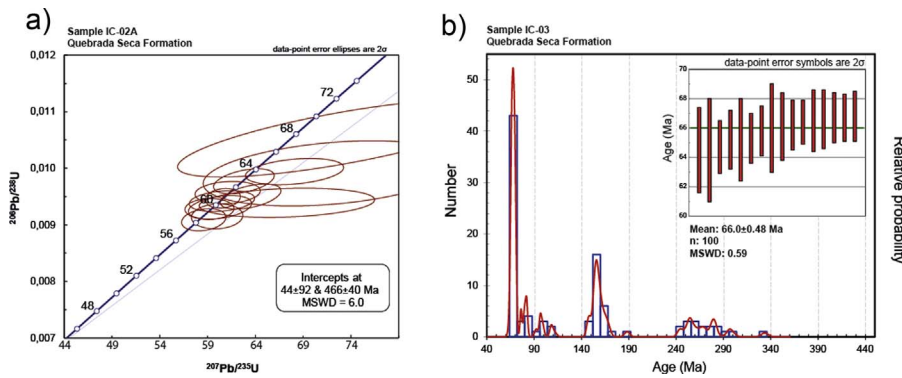 a)
Sample IC-02A
Quebrada Seca Formation
data-point error ellipses are 2σ
0,012
0,011
0,010
0,009
0,008
0,007
206Pb/238U
72
68
64
60
56
52
48
Intercepts at
44±92 & 466±40 Ma
MSWD = 6.0
44 49 54 59 64 69 74
207Pb/235U
b)
Sample IC-03
Quebrada Seca Formation
50
40
30
20
10
0
Number
data-point error symbols are 2σ
70
68
66
64
62
60
Age (Ma)
Mean: 66.0±0.48 Ma
n: 100
MSWD: 0.59
Relative probability
40 90 140 190 240 290 340 390 440
Age (Ma)